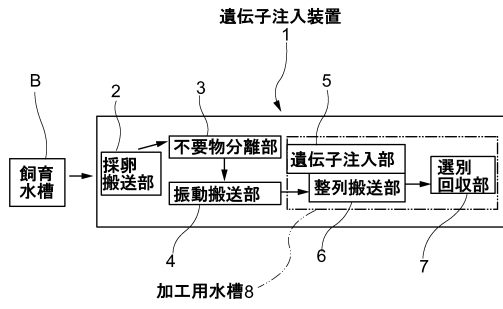 遺伝子注入装置
1
B
2
3
5
不要物分離部
遺伝子注入部
飼育
水槽
採卵
搬送部
選別
回収部
振動搬送部
整列搬送部
4
6
7
加工用水槽8